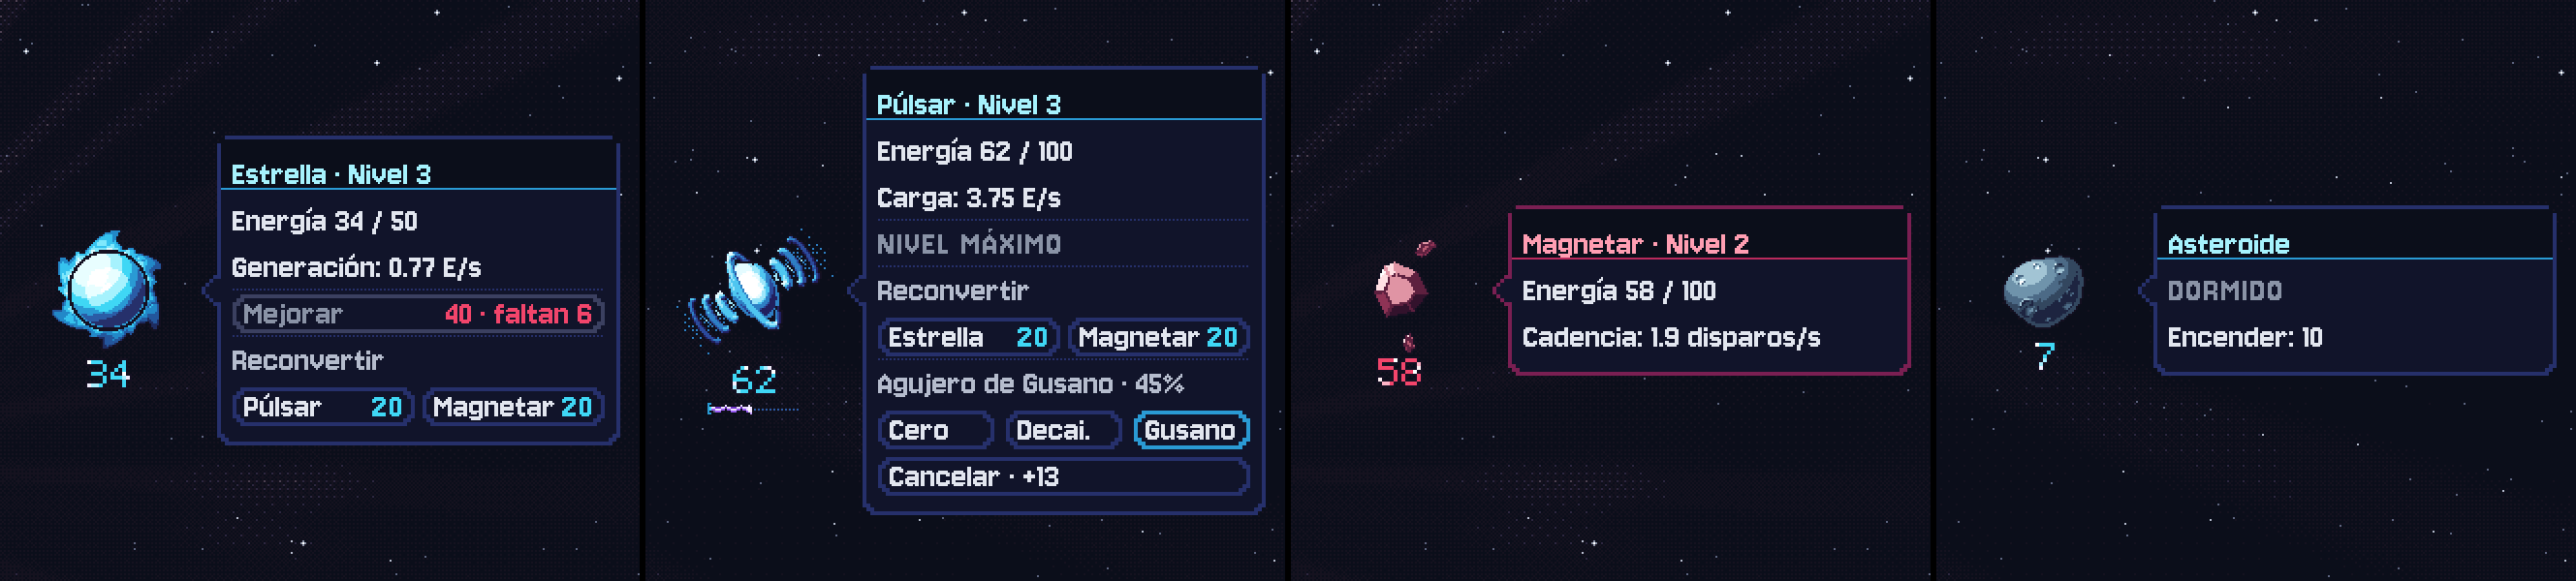 Estrella · Nivel 3
Energía 34 / 50
Generación: 0.77 E/s
Mejorar 40 · faltan 6
Reconvertir
Púlsar 20 Magnetar 20
34
Púlsar · Nivel 3
Energía 62 / 100
Carga: 3.75 E/s
NIVEL MÁXIMO
Reconvertir
Estrella 20 Magnetar 20
Agujero de Gusano · 45%
Cero Decai. Gusano
Cancelar · +13
62
Magnetar · Nivel 2
Energía 58 / 100
Cadencia: 1.9 disparos/s
58
Asteroide
DORMIDO
Encender: 10
7